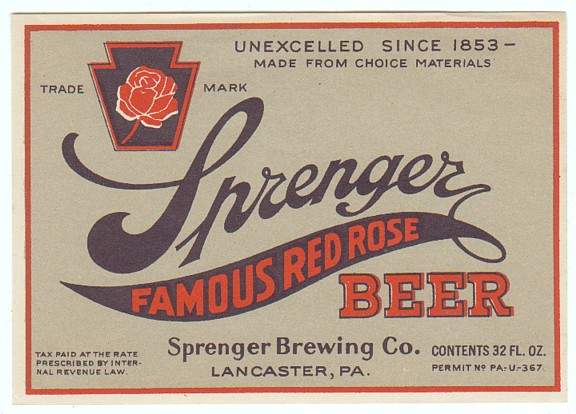 UNEXCELLED SINCE 1853-
MADE FROM CHOICE MATERIALS
TRADE MARK
Sprenger
FAMOUS RED ROSE
BEER
Sprenger Brewing Co.
LANCASTER, PA.
TAX PAID AT THE RATE
PRESCRIBED BY INTER-
NAL REVENUE LAW.
CONTENTS 32 FL. OZ.
PERMIT Nº PA-U-367